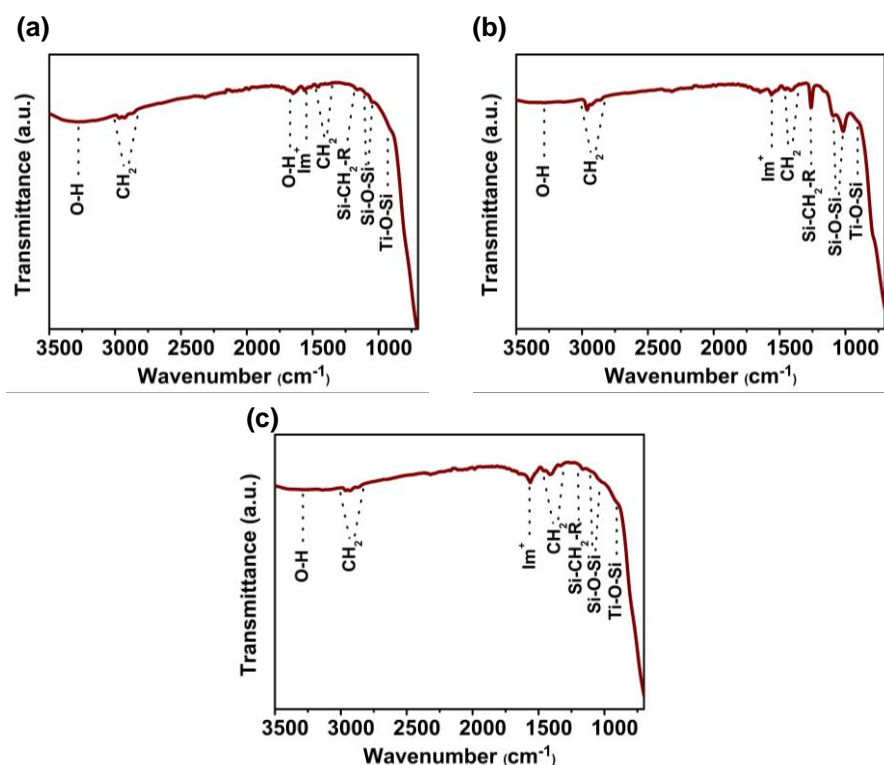 (a)
Transmittance (a.u.)
O-H
CH₂
O-H
Im⁺
CH₂
Si-CH₂-R
Si-O-Si
Ti-O-Si
3500 3000 2500 2000 1500 1000
Wavenumber (cm⁻¹)
(b)
Transmittance (a.u.)
O-H
CH₂
Im⁺
CH₂
Si-CH₂-R
Si-O-Si
Ti-O-Si
3500 3000 2500 2000 1500 1000
Wavenumber (cm⁻¹)
(c)
Transmittance (a.u.)
O-H
CH₂
Im⁺
CH₂
Si-CH₂-R
Si-O-Si
Ti-O-Si
3500 3000 2500 2000 1500 1000
Wavenumber (cm⁻¹)